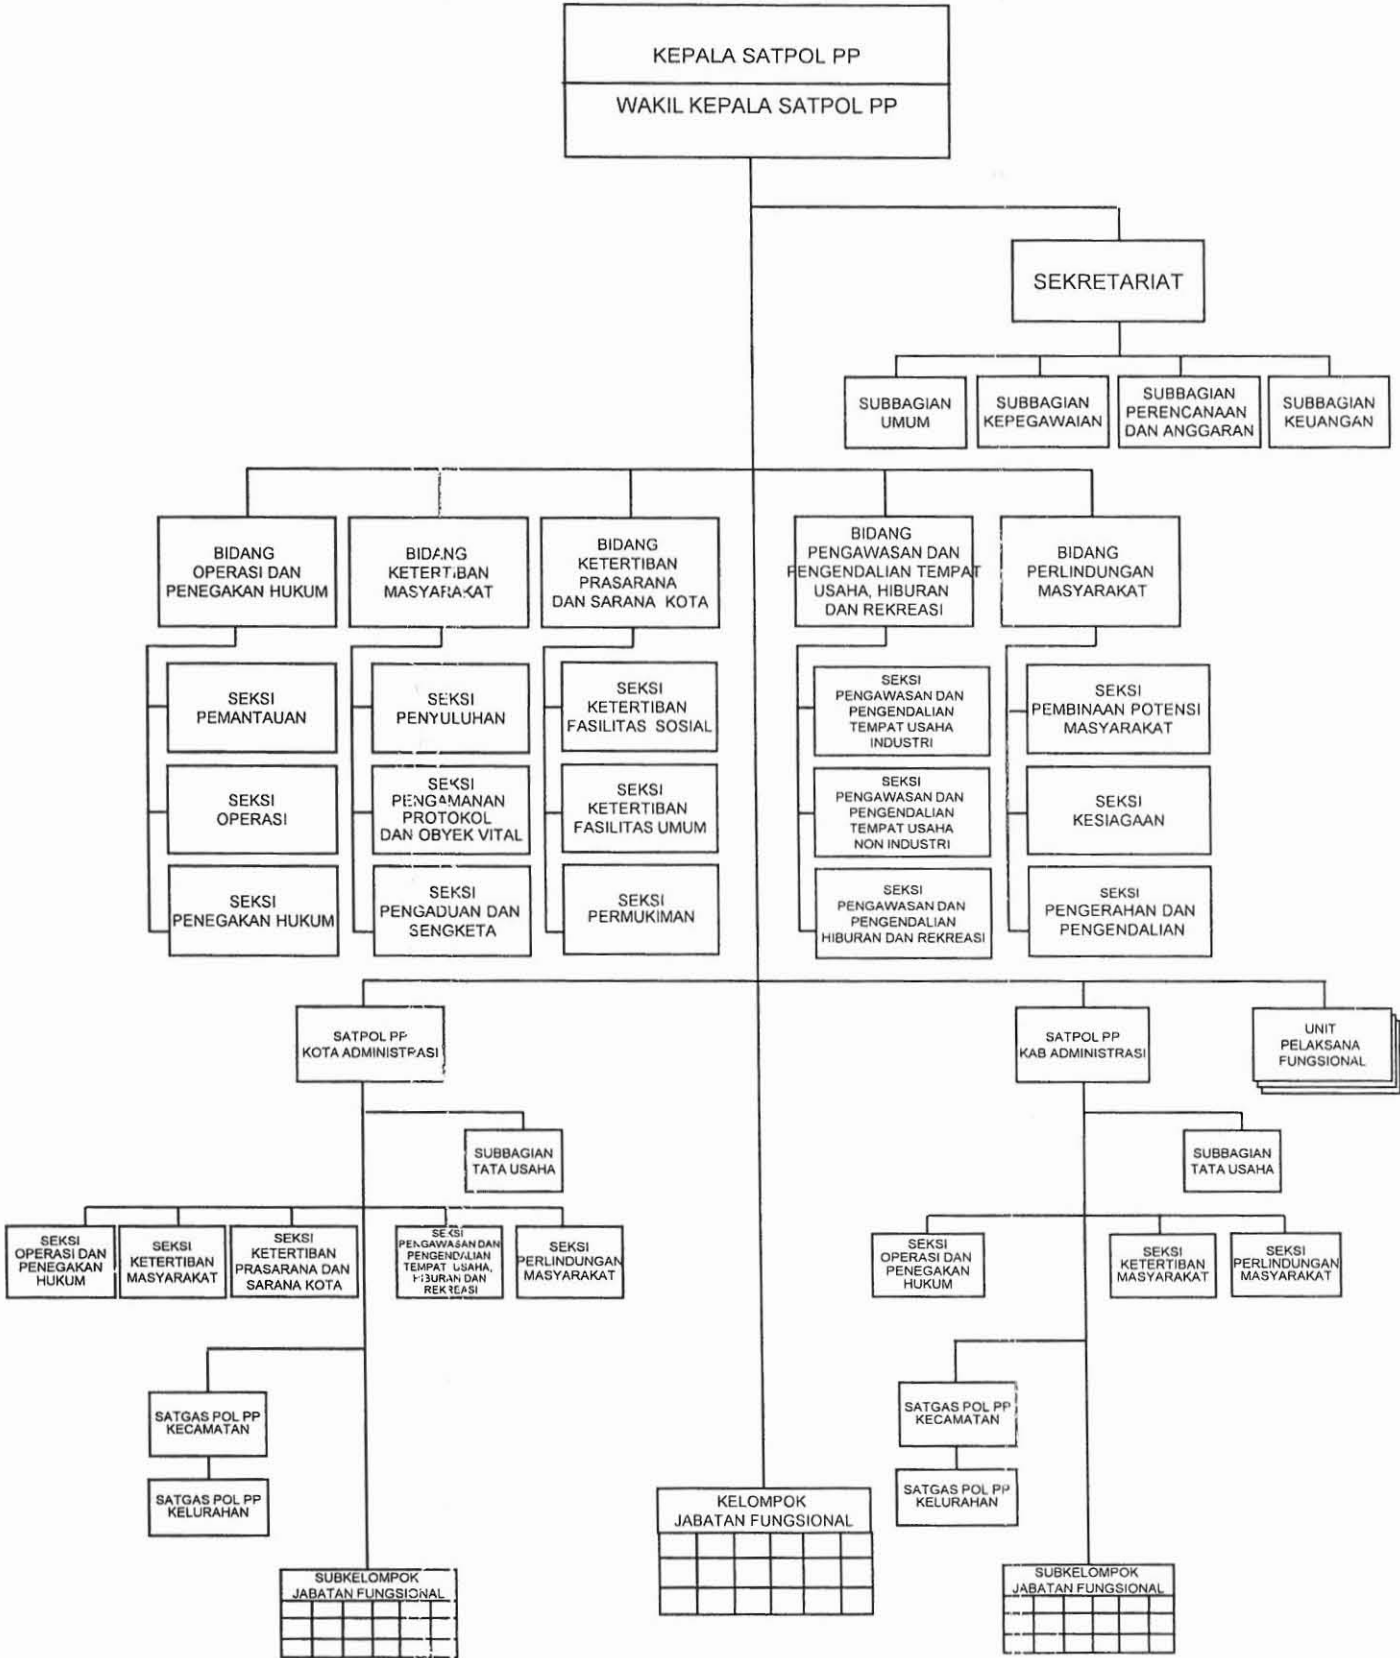 KEPALA SATPOL PP
WAKIL KEPALA SATPOL PP
SEKRETARIAT
SUBBAGIAN
UMUM
SUBBAGIAN
KEPEGAWAIAN
SUBBAGIAN
PERENCANAAN
DAN ANGGARAN
SUBBAGIAN
KEUANGAN
BIDANG
OPERASI DAN
PENEGAKAN HUKUM
BIDANG
KETERTIBAN
MASYARAKAT
BIDANG
KETERTIBAN
PRASARANA
DAN SARANA KOTA
BIDANG
PENGAWASAN DAN
PENGENDALIAN TEMPAT
USAHA, HIBURAN
DAN REKREASI
BIDANG
PERLINDUNGAN
MASYARAKAT
SEKSI
PEMANTAUAN
SEKSI
OPERASI
SEKSI
PENEGAKAN HUKUM
SEKSI
PENYULUHAN
SEKSI
PENGAMANAN
PROTOKOL
DAN OBYEK VITAL
SEKSI
PENGADUAN DAN
SENGKETA
SEKSI
KETERTIBAN
FASILITAS SOSIAL
SEKSI
KETERTIBAN
FASILITAS UMUM
SEKSI
PERMUKIMAN
SEKSI
PENGAWASAN DAN
PENGENDALIAN
TEMPAT USAHA
INDUSTRI
SEKSI
PENGAWASAN DAN
PENGENDALIAN
TEMPAT USAHA
NON INDUSTRI
SEKSI
PENGAWASAN DAN
PENGENDALIAN
HIBURAN DAN REKREASI
SEKSI
PEMBINAAN POTENSI
MASYARAKAT
SEKSI
KESIAGAAN
SEKSI
PENGERAHAN DAN
PENGENDALIAN
SATPOL PP
KOTA ADMINISTRASI
SATPOL PP
KAB ADMINISTRASI
UNIT
PELAKSANA
FUNGSIONAL
SUBBAGIAN
TATA USAHA
SUBBAGIAN
TATA USAHA
SEKSI
OPERASI DAN
PENEGAKAN
HUKUM
SEKSI
KETERTIBAN
MASYARAKAT
SEKSI
KETERTIBAN
PRASARANA DAN
SARANA KOTA
SEKSI
PENGAWASAN DAN
PENGENDALIAN
TEMPAT USAHA,
HIBURAN DAN
REKREASI
SEKSI
PERLINDUNGAN
MASYARAKAT
SEKSI
OPERASI DAN
PENEGAKAN
HUKUM
SEKSI
KETERTIBAN
MASYARAKAT
SEKSI
PERLINDUNGAN
MASYARAKAT
SATGAS POL PP
KECAMATAN
SATGAS POL PP
KELURAHAN
SATGAS POL PP
KECAMATAN
SATGAS POL PP
KELURAHAN
KELOMPOK
JABATAN FUNGSIONAL
SUBKELOMPOK
JABATAN FUNGSIONAL
SUBKELOMPOK
JABATAN FUNGSIONAL